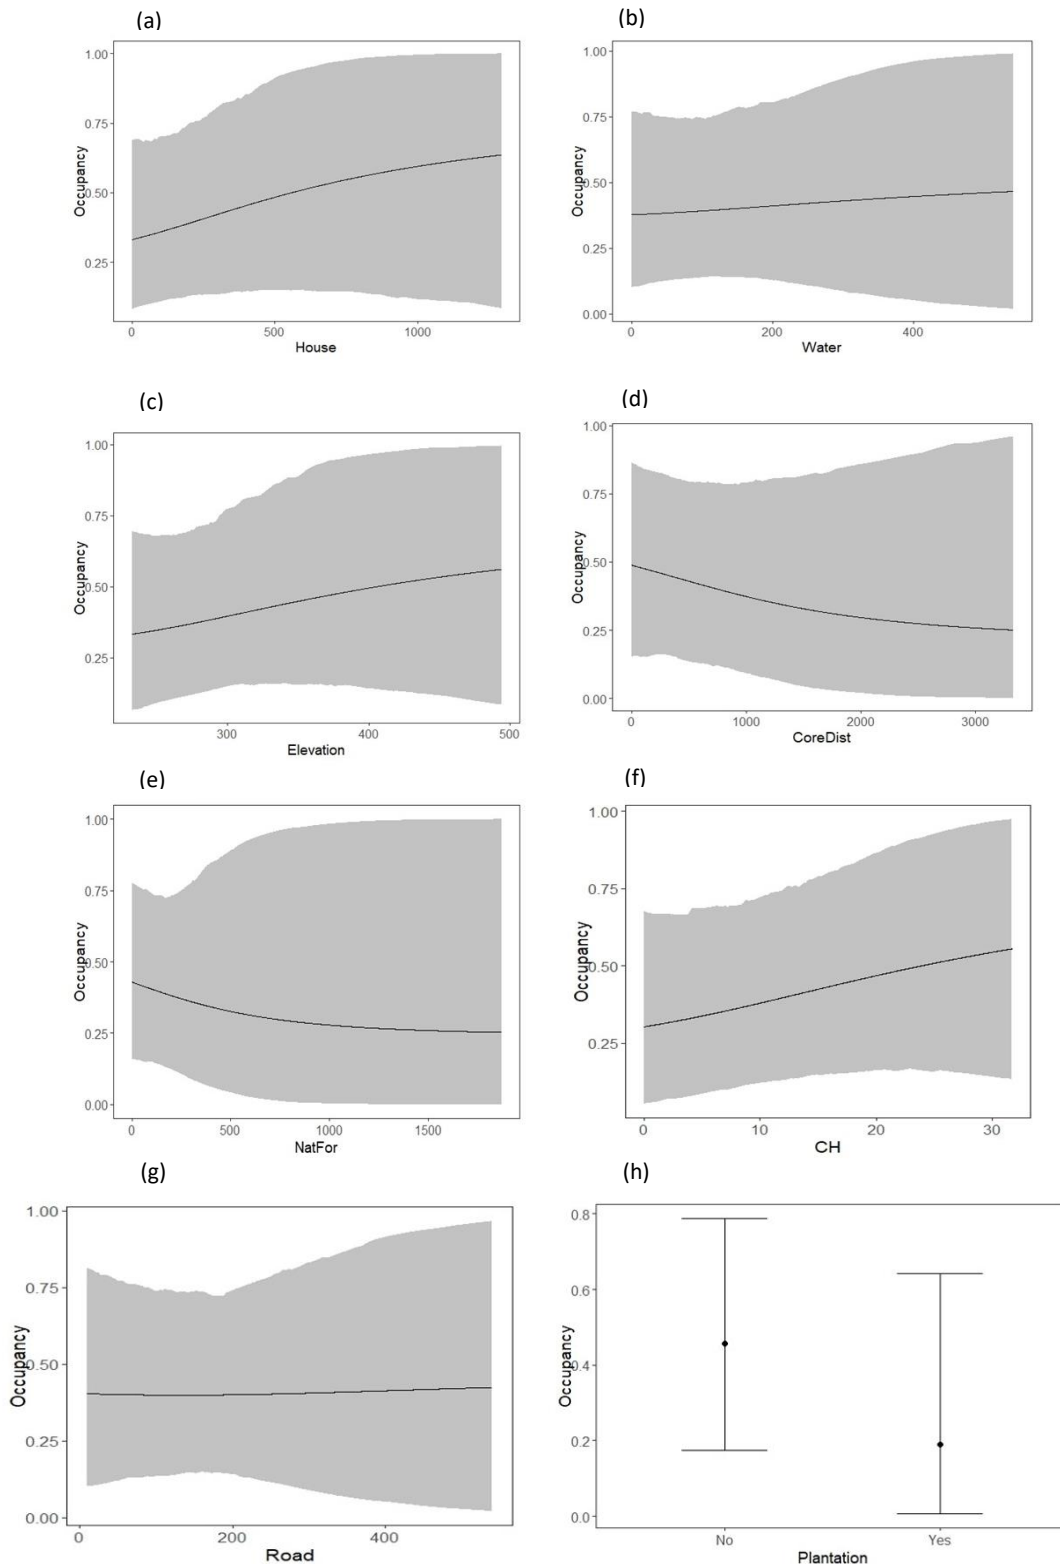 (a)
1.00
0.75
0.50
0.25
Occupancy
0 500 1000
House
(b)
1.00
0.75
0.50
0.25
0.00
Occupancy
0 200 400
Water
(c)
1.00
0.75
0.50
0.25
Occupancy
300 400 500
Elevation
(d)
1.00
0.75
0.50
0.25
0.00
Occupancy
0 1000 2000 3000
CoreDist
(e)
1.00
0.75
0.50
0.25
0.00
Occupancy
0 500 1000 1500
NatFor
(f)
1.00
0.75
0.50
0.25
Occupancy
0 10 20 30
CH
(g)
1.00
0.75
0.50
0.25
0.00
Occupancy
0 200 400
Road
(h)
0.8
0.6
0.4
0.2
0.0
Occupancy
No Yes
Plantation